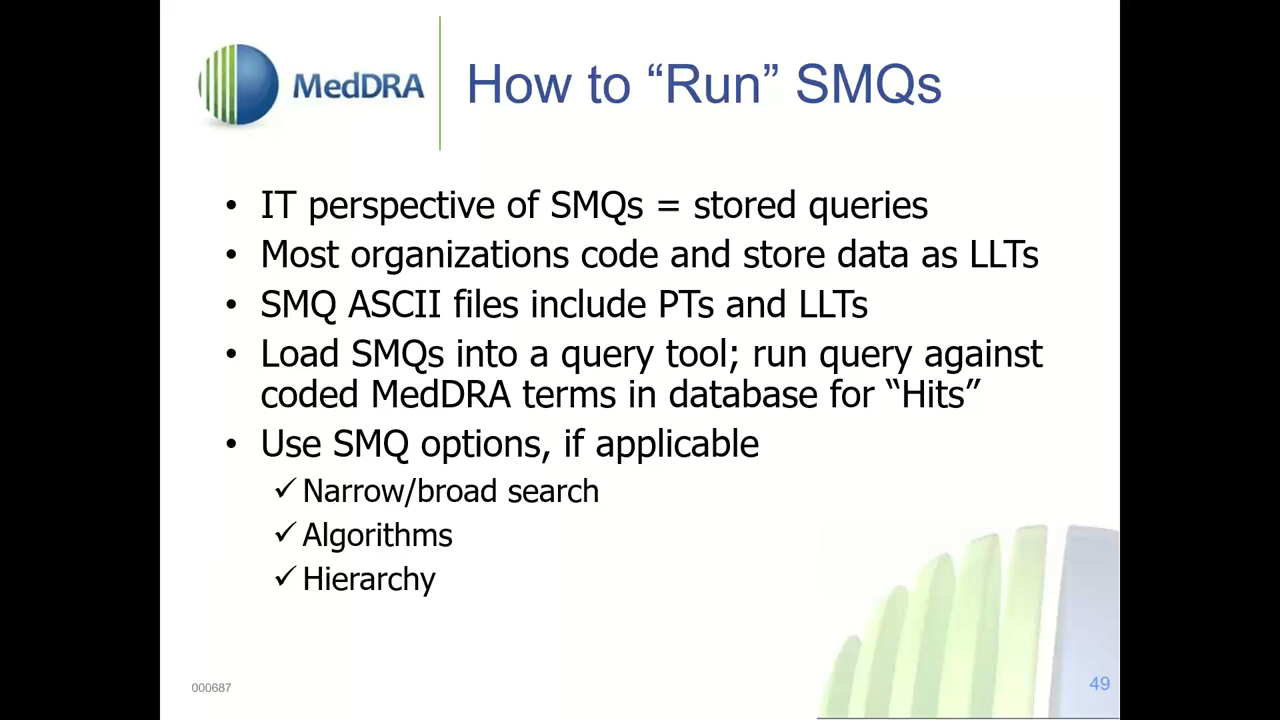 MedDRA
How to “Run” SMQs
• IT perspective of SMQs = stored queries
• Most organizations code and store data as LLTs
• SMQ ASCII files include PTs and LLTs
• Load SMQs into a query tool; run query against
coded MedDRA terms in database for “Hits”
• Use SMQ options, if applicable
✓ Narrow/broad search
✓ Algorithms
✓ Hierarchy
000687
49